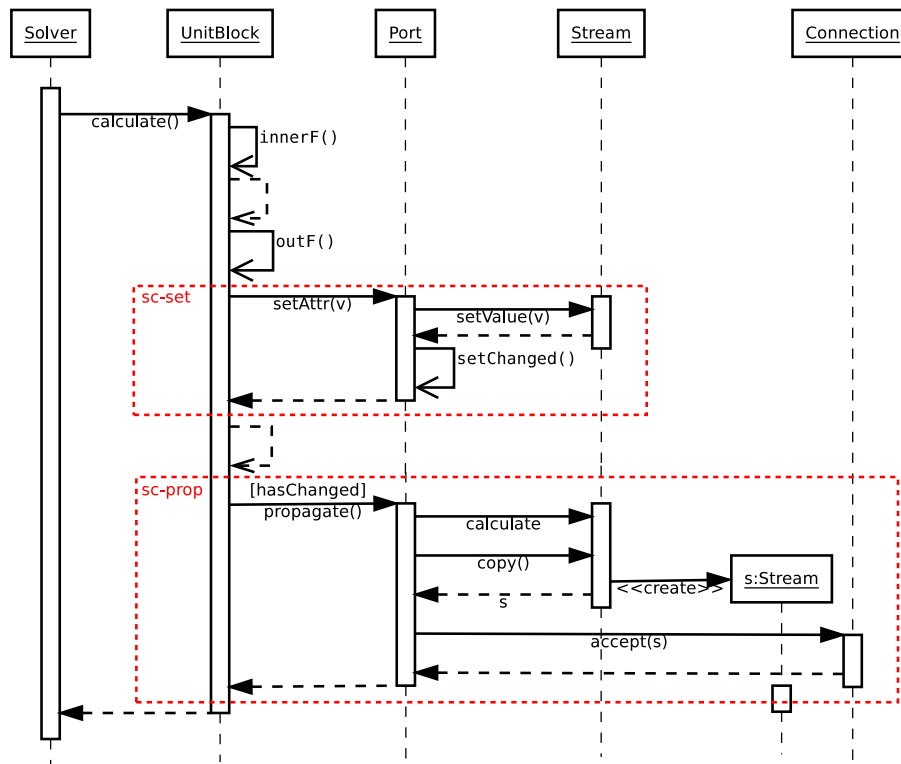 Solver
UnitBlock
Port
Stream
Connection
calculate()
innerF()
outF()
sc-set
setAttr(v)
setValue(v)
setChanged()
sc-prop
[hasChanged]
propagate()
calculate
copy()
<<create>>
s:Stream
s
accept(s)